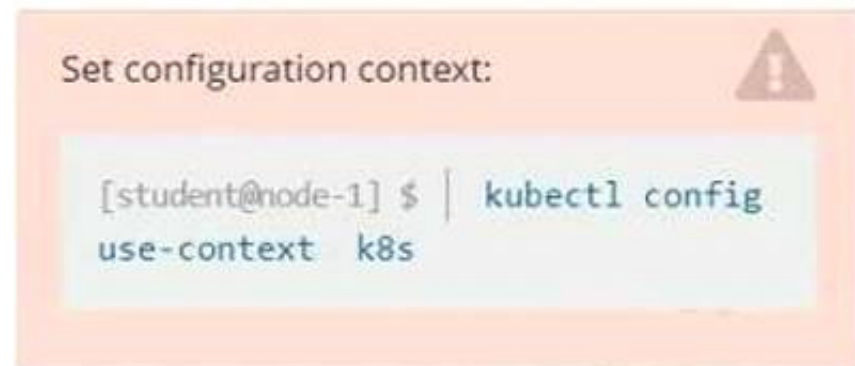 Set configuration context:
[student@node-1] $ | kubectl config
use-context k8s